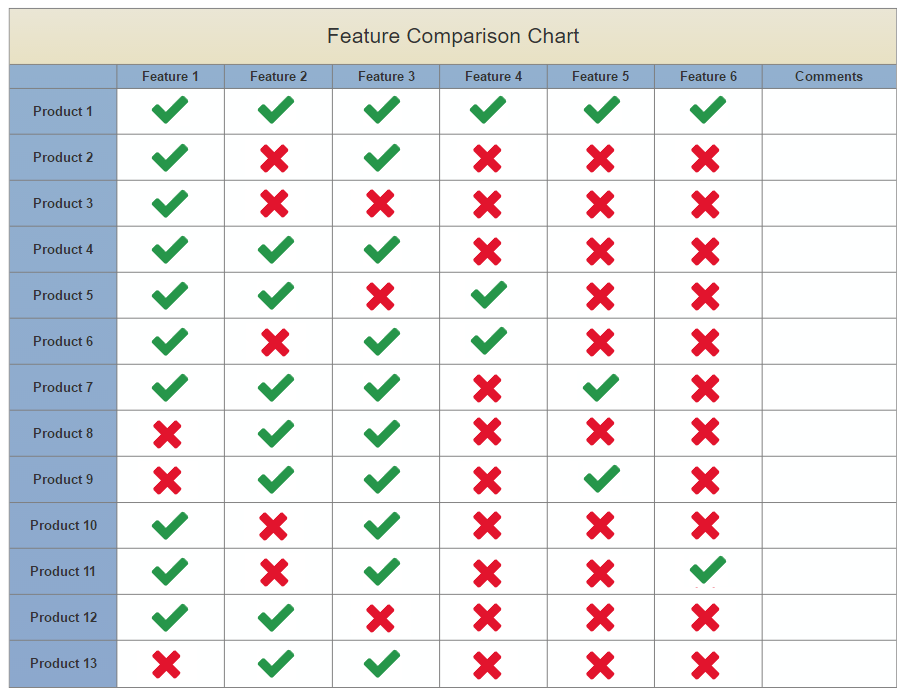 Feature Comparison Chart
Feature 1 Feature 2 Feature 3 Feature 4 Feature 5 Feature 6 Comments
Product 1
Product 2
Product 3
Product 4
Product 5
Product 6
Product 7
Product 8
Product 9
Product 10
Product 11
Product 12
Product 13